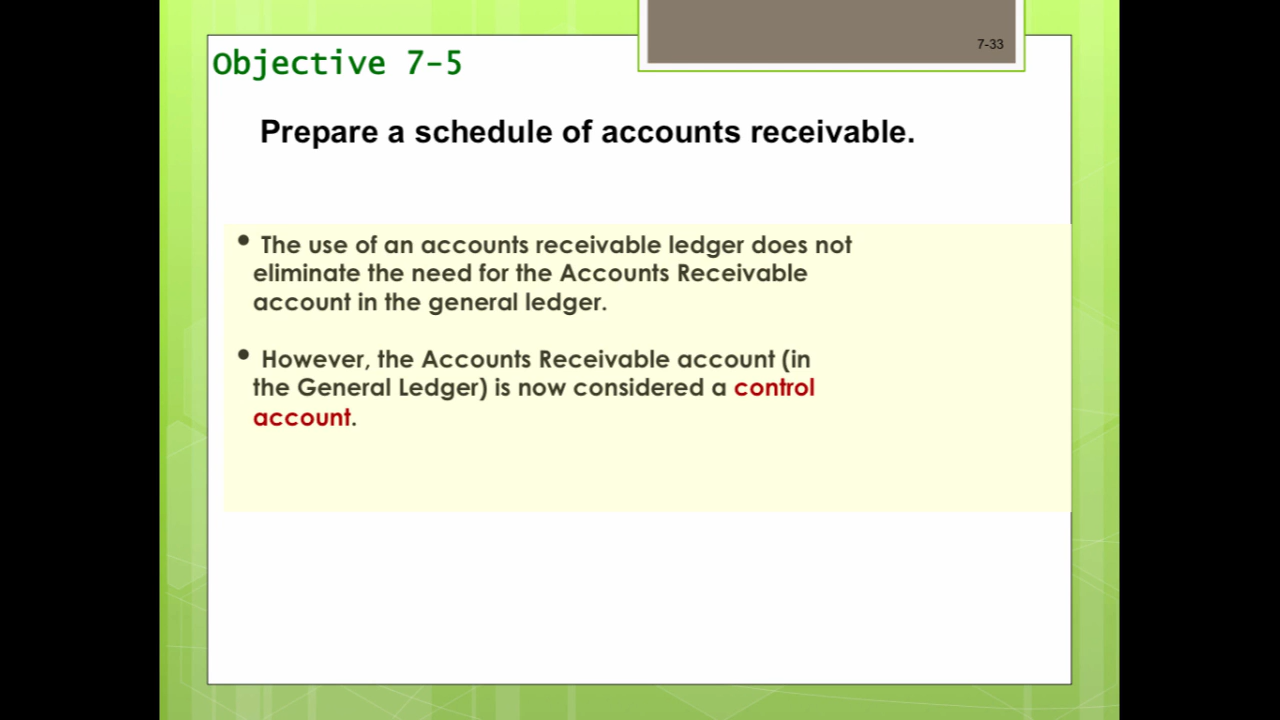 7-33
Objective 7-5
Prepare a schedule of accounts receivable.
• The use of an accounts receivable ledger does not
eliminate the need for the Accounts Receivable
account in the general ledger.
• However, the Accounts Receivable account (in
the General Ledger) is now considered a control
account.